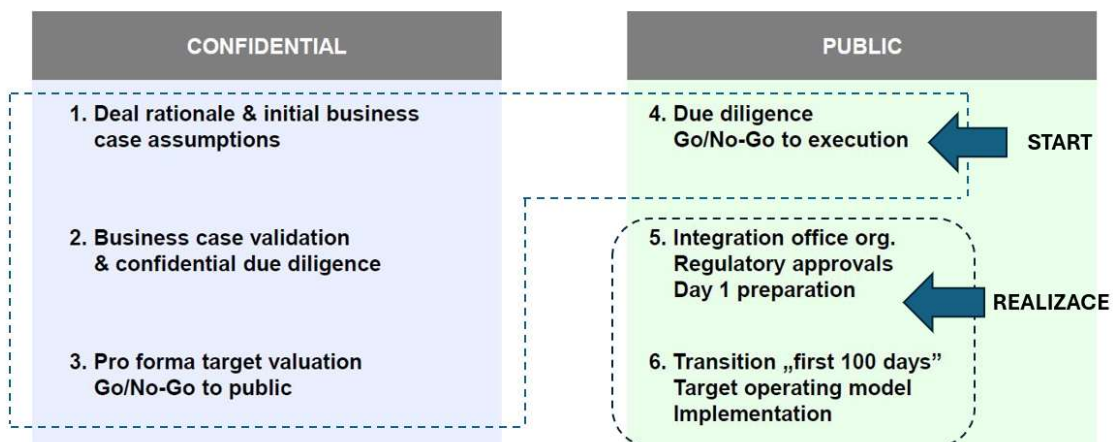 CONFIDENTIAL
1. Deal rationale & initial business
case assumptions
2. Business case validation
& confidential due diligence
3. Pro forma target valuation
Go/No-Go to public
PUBLIC
4. Due diligence
Go/No-Go to execution
START
5. Integration office org.
Regulatory approvals
Day 1 preparation
REALIZACE
6. Transition „first 100 days”
Target operating model
Implementation